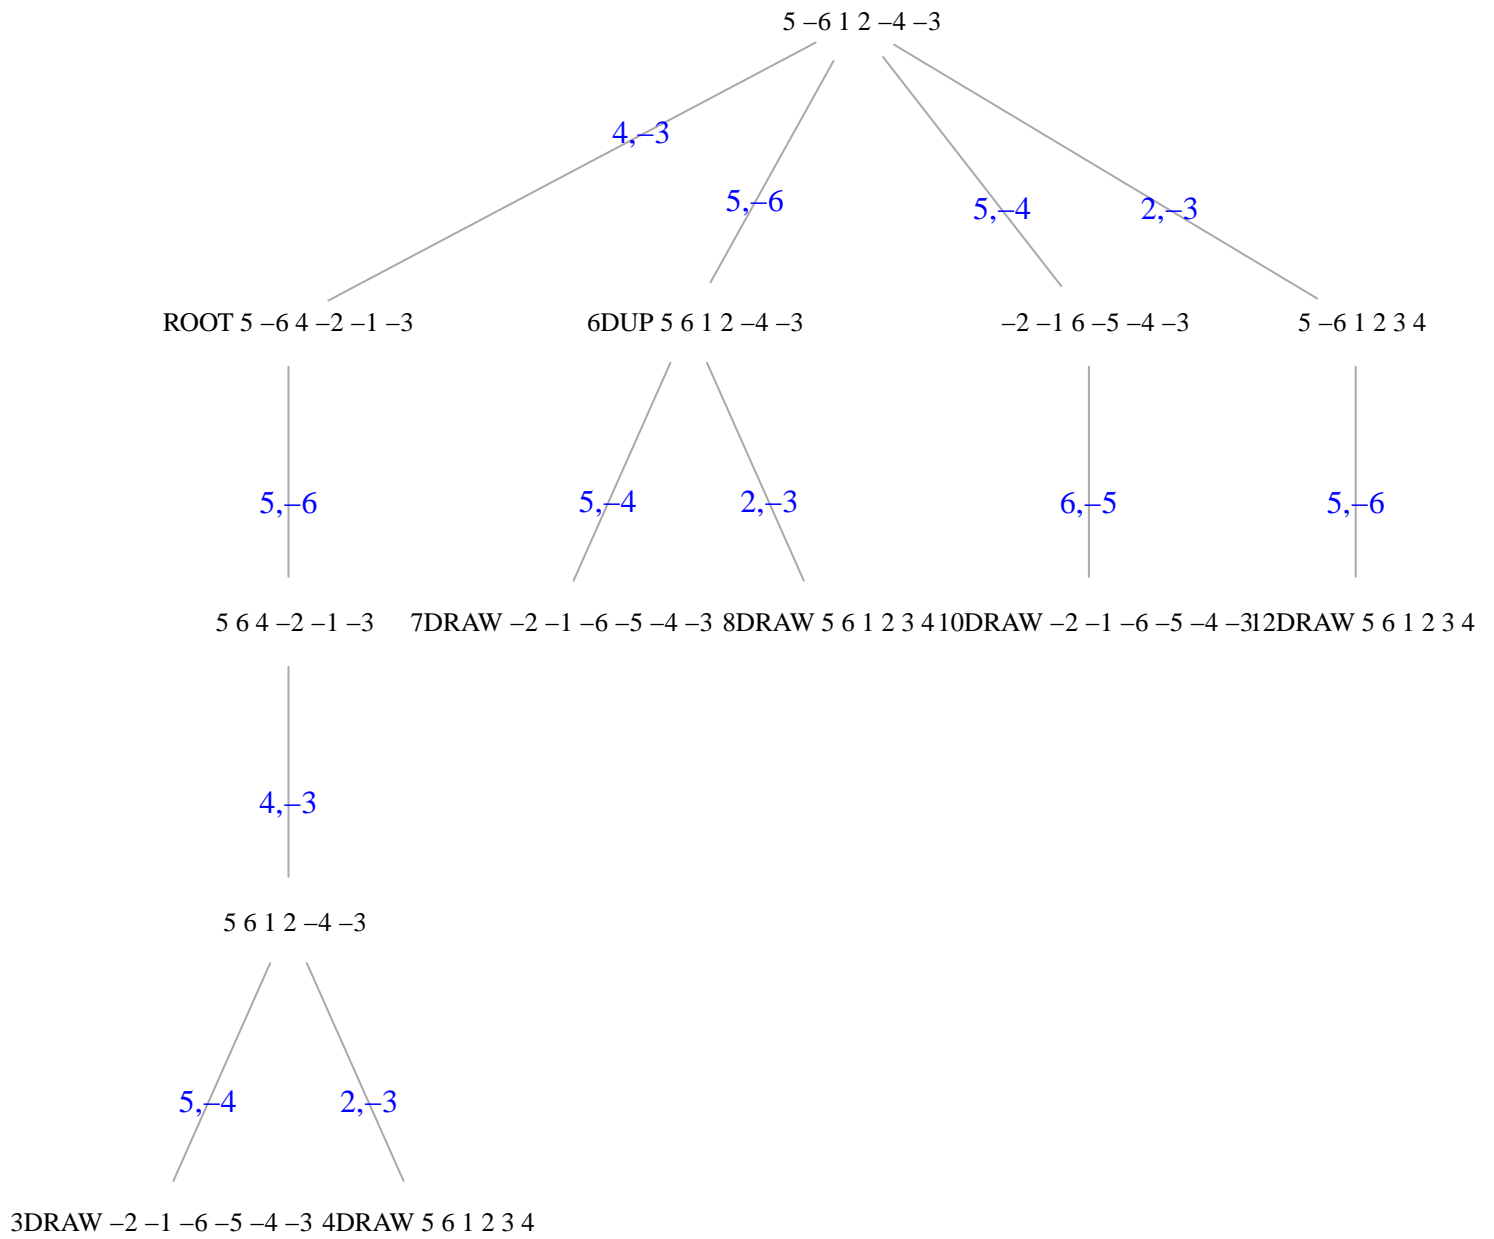 5 –6 1 2 –4 –3
4,–3
5,–6
5,–4
2,–3
ROOT 5 –6 4 –2 –1 –3
6DUP 5 6 1 2 –4 –3
–2 –1 6 –5 –4 –3
5 –6 1 2 3 4
5,–6
5,–4
2,–3
6,–5
5,–6
5 6 4 –2 –1 –3
7DRAW –2 –1 –6 –5 –4 –3
8DRAW 5 6 1 2 3 4
10DRAW –2 –1 –6 –5 –4 –3
12DRAW 5 6 1 2 3 4
4,–3
5 6 1 2 –4 –3
5,–4
2,–3
3DRAW –2 –1 –6 –5 –4 –3
4DRAW 5 6 1 2 3 4